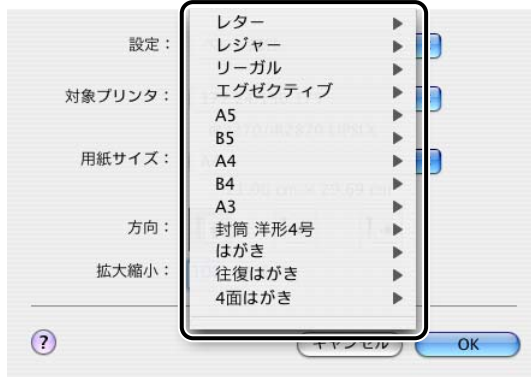 設定：
対象プリンタ：
用紙サイズ：
方向：
拡大縮小：
レター
レジャー
リーガル
エグゼクティブ
A5
B5
A4
B4
A3
封筒 洋形4号
はがき
往復はがき
4面はがき
?
キャンセル
OK